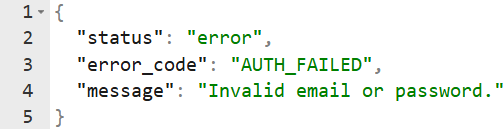 1 {
2   "status": "error",
3   "error_code": "AUTH_FAILED",
4   "message": "Invalid email or password."
5 }